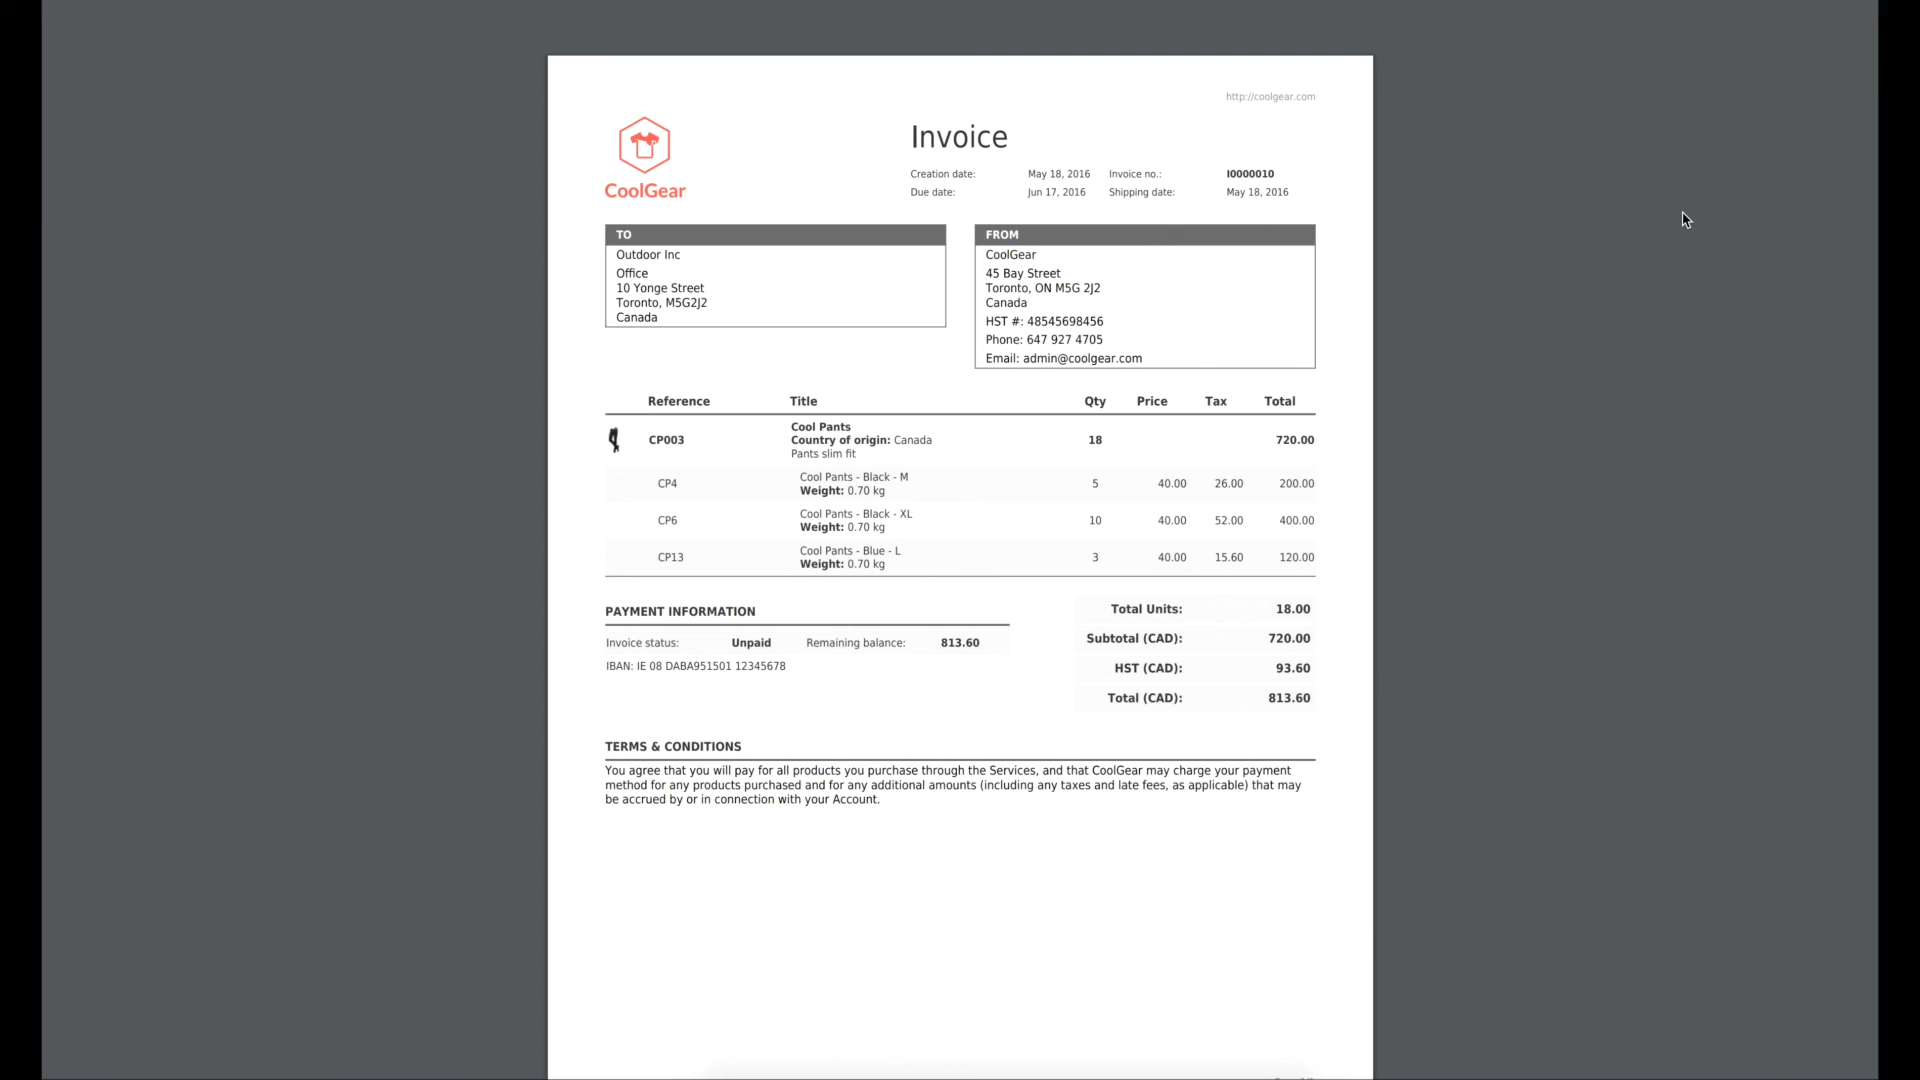 http://coolgear.com
CoolGear
Invoice
Creation date: May 18, 2016 Invoice no.: I0000010
Due date: Jun 17, 2016 Shipping date: May 18, 2016
TO
Outdoor Inc
Office
10 Yonge Street
Toronto, M5G2J2
Canada
FROM
CoolGear
45 Bay Street
Toronto, ON M5G 2J2
Canada
HST #: 48545698456
Phone: 647 927 4705
Email: admin@coolgear.com
Reference Title Qty Price Tax Total
Cool Pants
CP003 Country of origin: Canada 18 720.00
Pants slim fit
Cool Pants - Black - M
CP4 5 40.00 26.00 200.00
Weight: 0.70 kg
Cool Pants - Black - XL
CP6 10 40.00 52.00 400.00
Weight: 0.70 kg
Cool Pants - Blue - L
CP13 3 40.00 15.60 120.00
Weight: 0.70 kg
PAYMENT INFORMATION
Invoice status: Unpaid Remaining balance: 813.60
IBAN: IE 08 DABA951501 12345678
Total Units: 18.00
Subtotal (CAD): 720.00
HST (CAD): 93.60
Total (CAD): 813.60
TERMS & CONDITIONS
You agree that you will pay for all products you purchase through the Services, and that CoolGear may charge your payment
method for any products purchased and for any additional amounts (including any taxes and late fees, as applicable) that may
be accrued by or in connection with your Account.